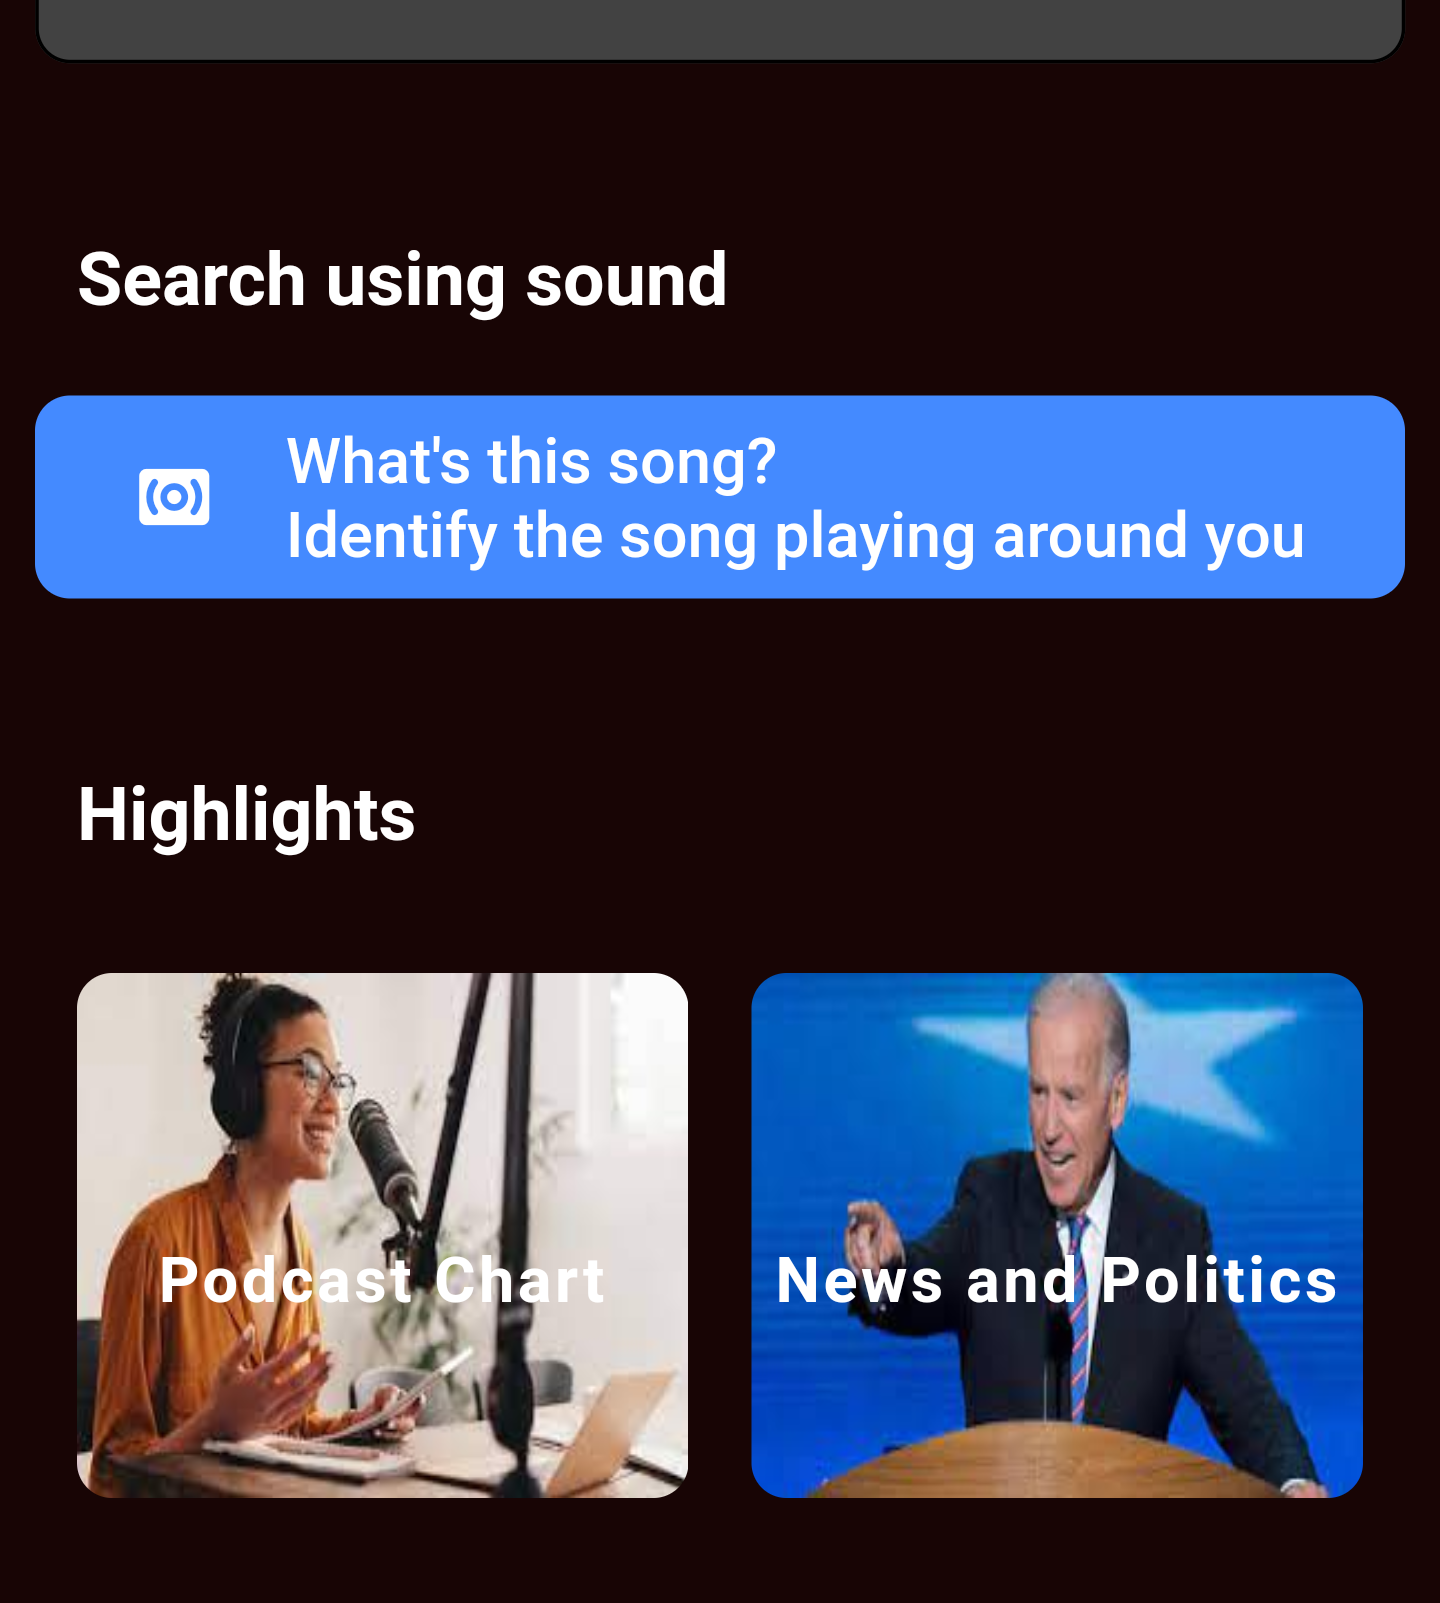 Search using sound
What's this song?
Identify the song playing around you
Highlights
Podcast Chart
News and Politics